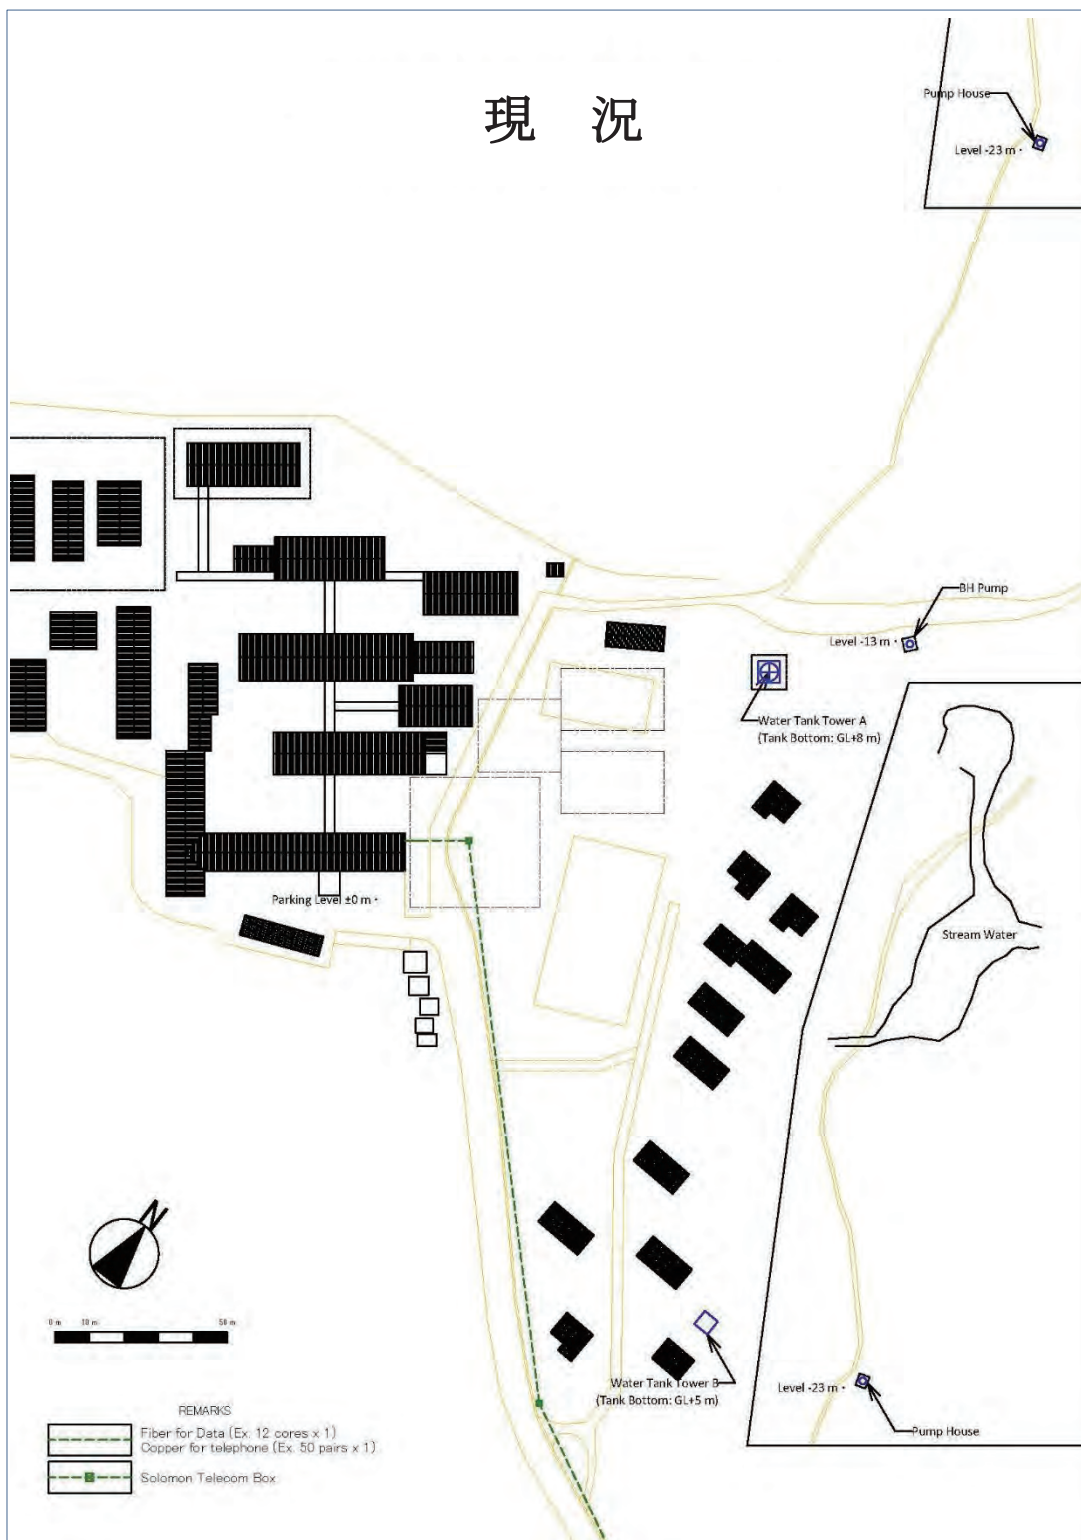 現 況
Pump House
Level -23 m
BH Pump
Level -13 m
Water Tank Tower A
(Tank Bottom: GL+8 m)
Parking Level ±0 m
Stream Water
N
0 m 10 m 50 m
Water Tank Tower B
(Tank Bottom: GL+5 m)
Level -23 m
Pump House
REMARKS
Fiber for Data (Ex. 12 cores x 1)
Copper for telephone (Ex. 50 pairs x 1)
Solomon Telecom Box